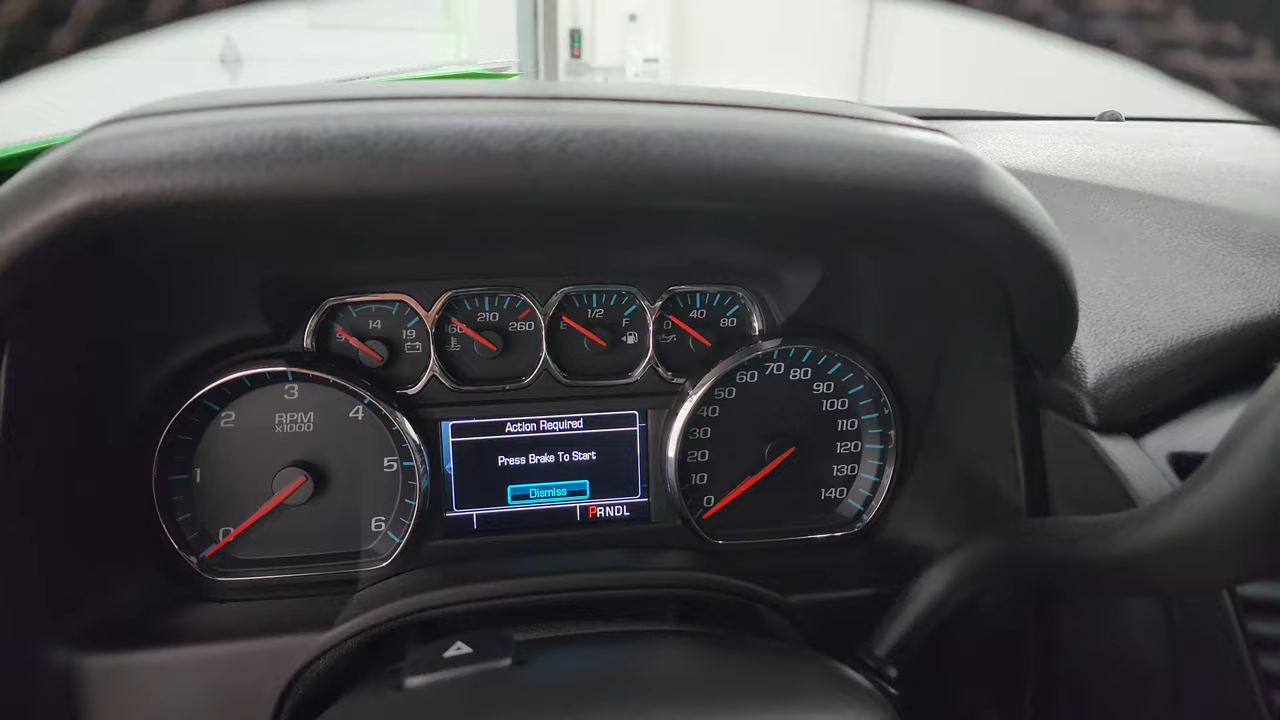 9 14 19
160 210 260
E 1/2 F
0 40 80
0 1 2 3 4 5 6
RPM
x1000
Action Required
Press Brake To Start
Dismiss
PRNDL
0 10 20 30 40 50 60 70 80 90 100 110 120 130 140